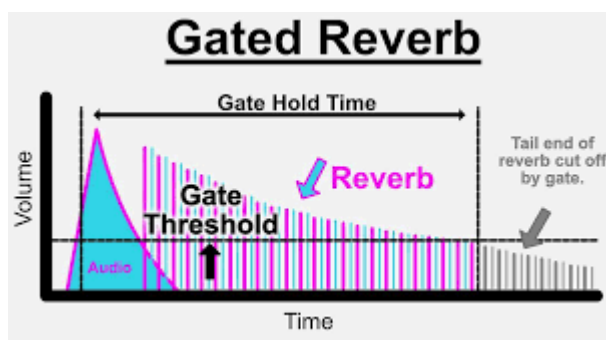 Gated Reverb
Gate Hold Time
Tail end of
reverb cut off
by gate.
Reverb
Gate
Threshold
Volume
Audio
Time